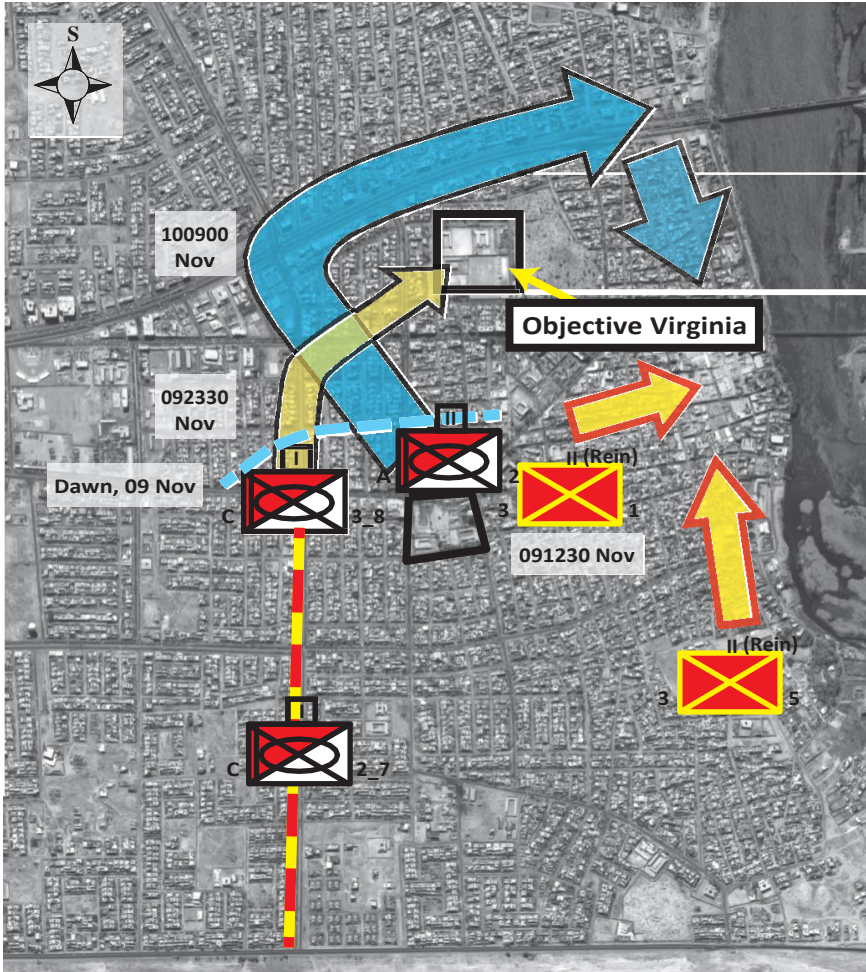 S
100900
Nov
Objective Virginia
092330
Nov
Dawn, 09 Nov
I
C
3_8
II
A
2
II (Rein)
3
1
091230 Nov
II (Rein)
3
5
I
C
2_7